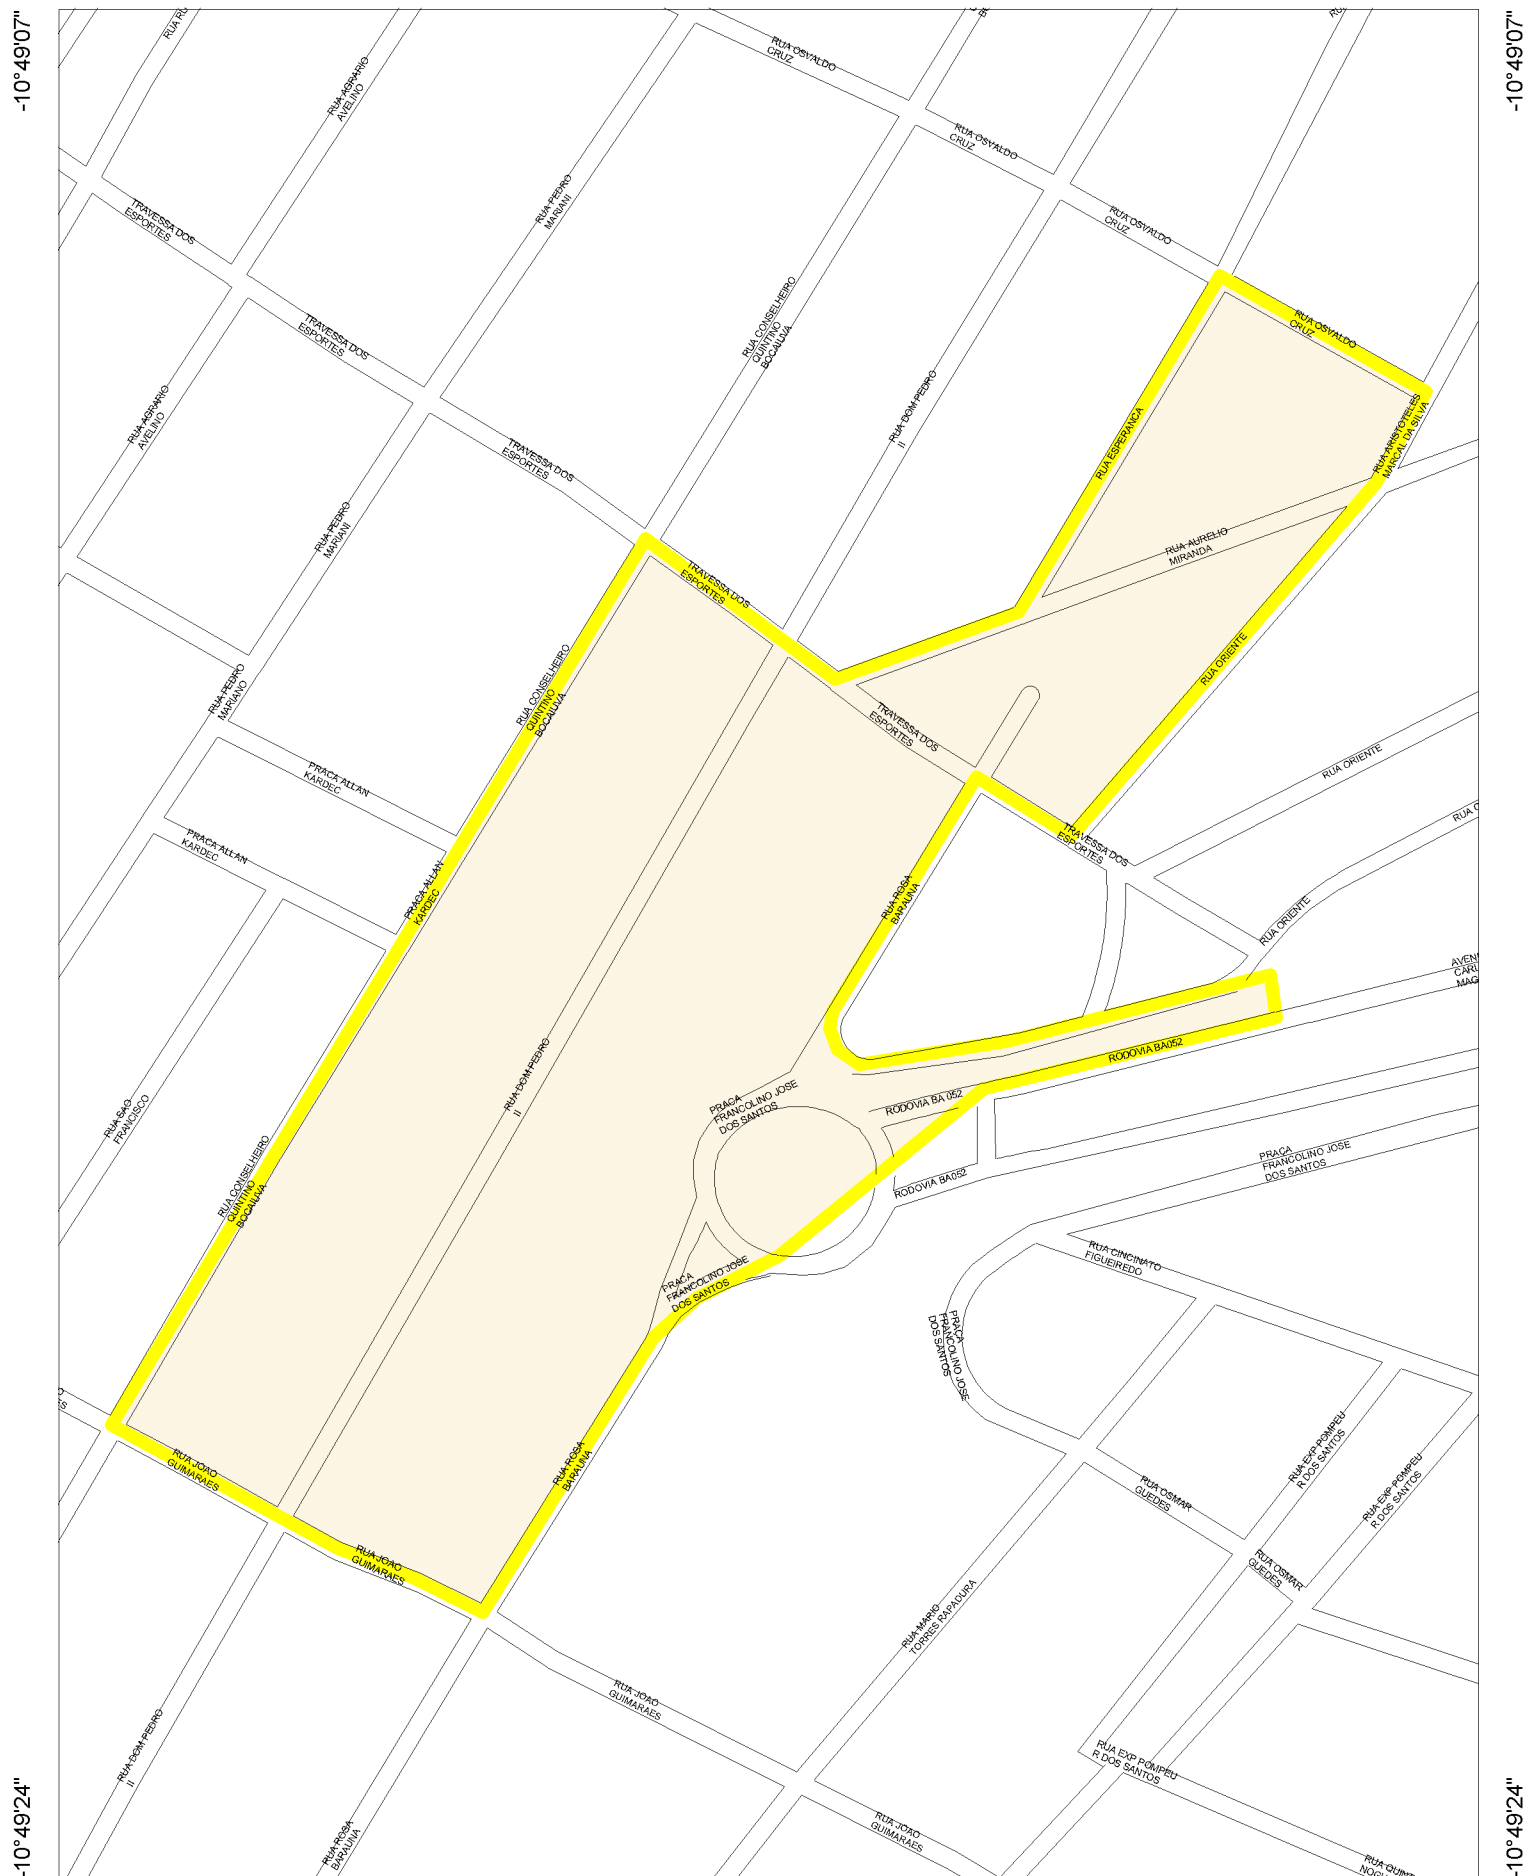 -10°49'07"
-10°49'07"
RUA AGRARIO
AVELINO
RUA OSVALDO
CRUZ
RUA OSVALDO
CRUZ
RUA PEDRO
MARIANI
TRAVESSA DOS
ESPORTES
RUA OSVALDO
CRUZ
TRAVESSA DOS
ESPORTES
RUA CONSELHEIRO
QUINTINO
BOCAIUVA
RUA OSVALDO
CRUZ
RUA AGRARIO
AVELINO
RUA DOM PEDRO
II
RUA ESPERANCA
RUA ARISTOTELES
MARCAL DA SILVA
TRAVESSA DOS
ESPORTES
RUA PEDRO
MARIANI
RUA AURELIO
MIRANDA
TRAVESSA DOS
ESPORTES
RUA PEDRO
MARIANO
RUA CONSELHEIRO
QUINTINO
BOCAIUVA
RUA ORIENTE
TRAVESSA DOS
ESPORTES
RUA ORIENTE
PRACA ALLAN
KARDEC
PRACA ALLAN
KARDEC
TRAVESSA DOS
ESPORTES
PRACA ALLAN
KARDEC
RUA ROSA
BARAUNA
RUA ORIENTE
RODOVIA BA052
RUA DOM PEDRO
II
RUA SAO
FRANCISCO
PRACA
FRANCOLINO JOSE
DOS SANTOS
RODOVIA BA 052
RUA CONSELHEIRO
QUINTINO
BOCAIUVA
RODOVIA BA052
PRACA
FRANCOLINO JOSE
DOS SANTOS
PRACA
FRANCOLINO JOSE
DOS SANTOS
RUA CINCINATO
FIGUEIREDO
PRACA
FRANCOLINO JOSE
DOS SANTOS
RUA JOAO
GUIMARAES
RUA ROSA
BARAUNA
RUA EXP POMPEU
R DOS SANTOS
RUA EXP POMPEU
R DOS SANTOS
RUA OSMAR
GUEDES
RUA JOAO
GUIMARAES
RUA OSMAR
GUEDES
RUA MARIO
TORRES RAPADURA
RUA JOAO
GUIMARAES
RUA DOM PEDRO
II
RUA EXP POMPEU
R DOS SANTOS
RUA ROSA
BARAUNA
RUA JOAO
GUIMARAES
-10°49'24"
-10°49'24"